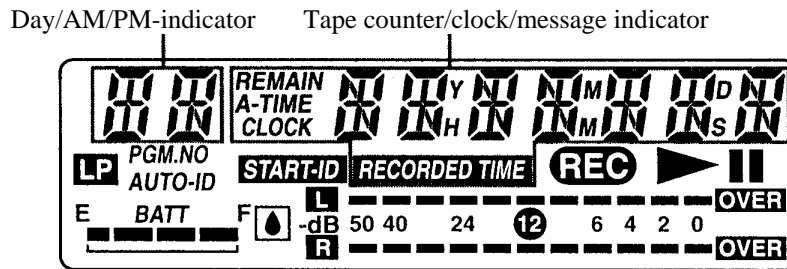 Day/AM/PM-indicator Tape counter/clock/message indicator
REMAIN Y M D
A-TIME
CLOCK H M S
LP PGM.NO START-ID RECORDED TIME REC
AUTO-ID
L OVER
E BATT F -dB 50 40 24 12 6 4 2 0
R OVER